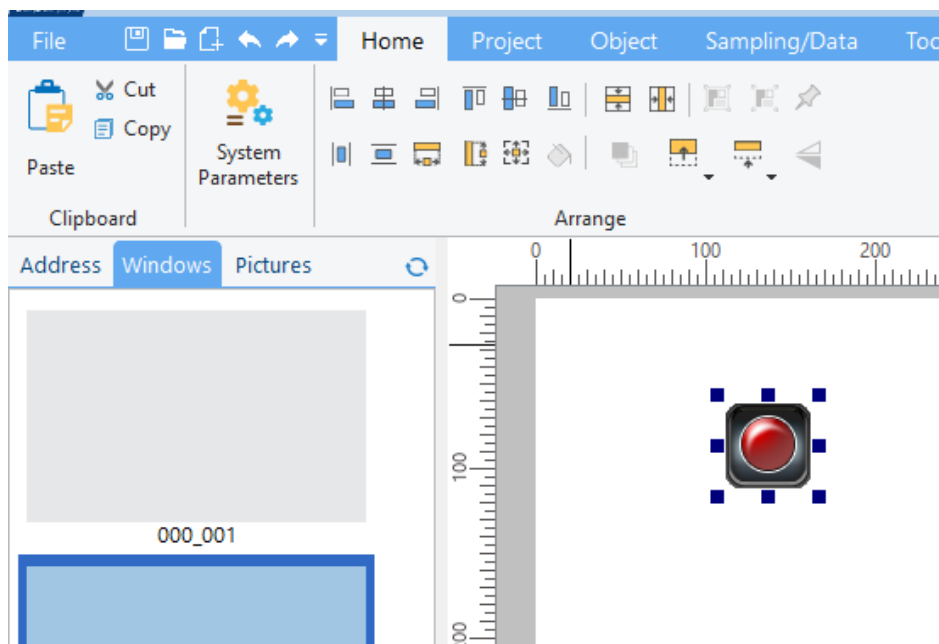 File Home Project Object Sampling/Data
Cut
Copy
Paste
System
Parameters
Clipboard
Arrange
Address Windows Pictures
0 100 200
0
100
000_001